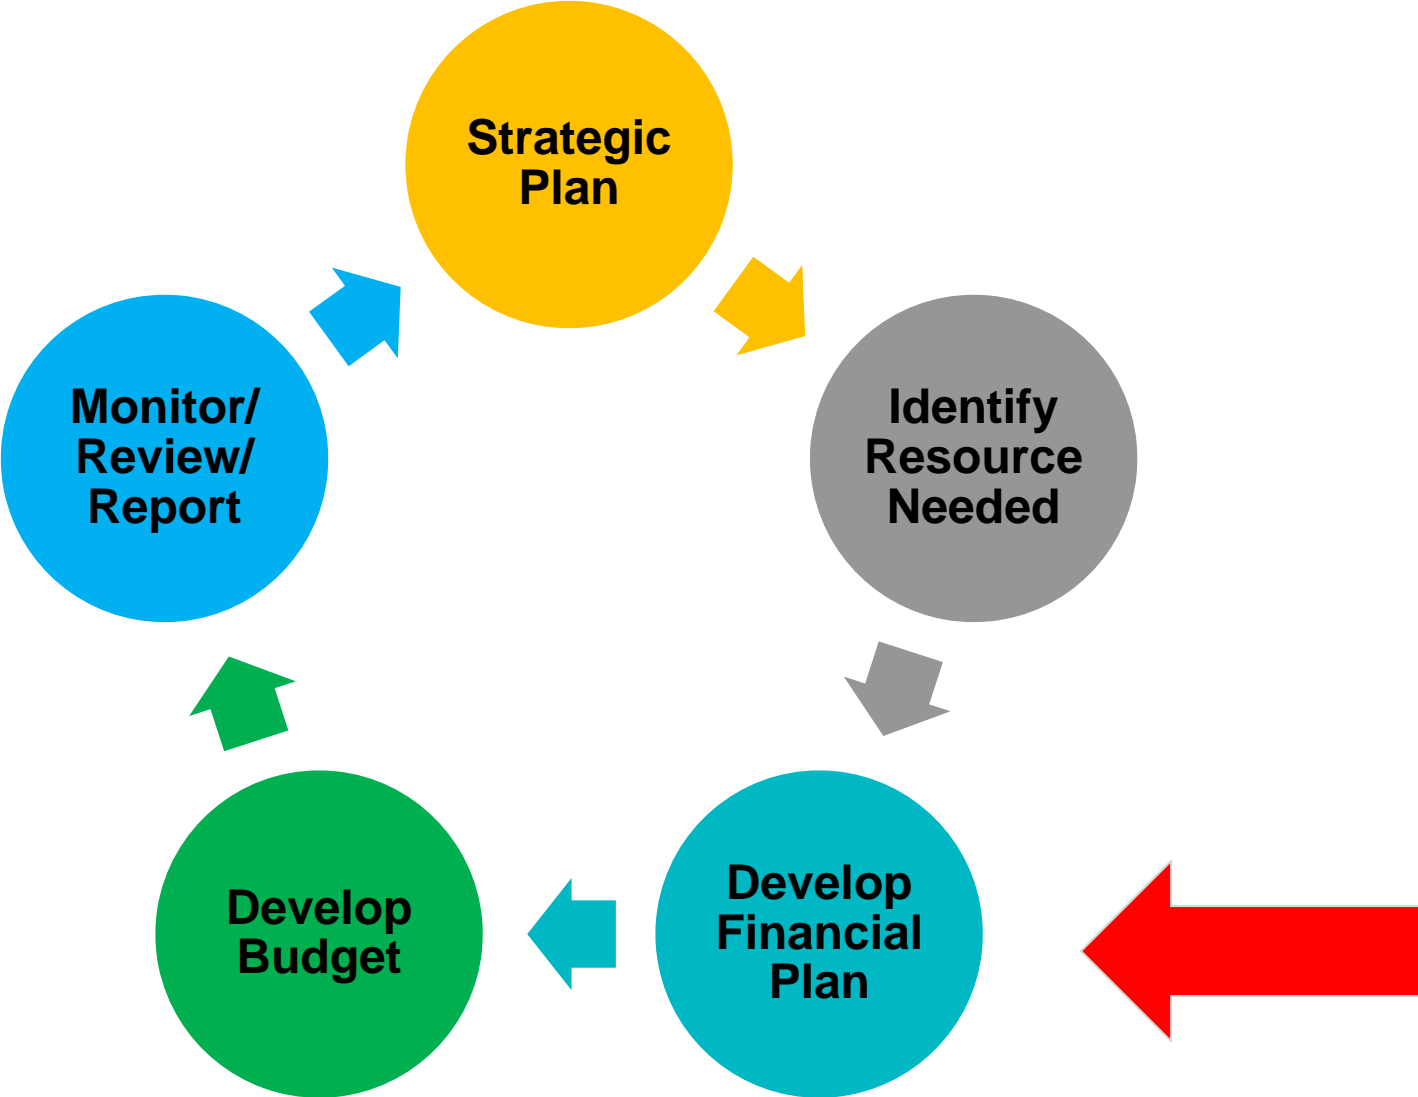 Strategic
Plan
Identify
Resource
Needed
Develop
Financial
Plan
Develop
Budget
Monitor/
Review/
Report